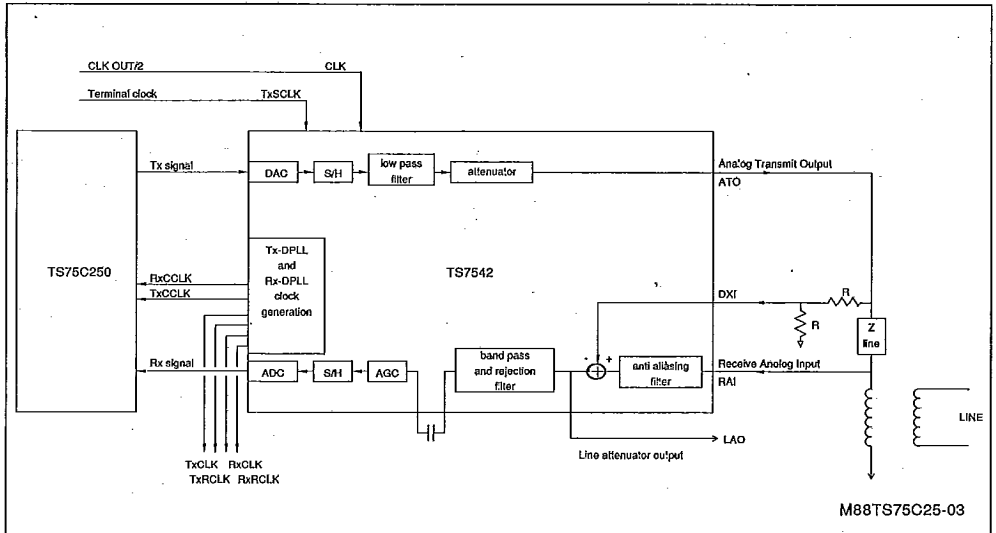 CLK OUT/2 CLK
Terminal clock TxSCLK
Tx signal
DAC
S/H
low pass
filter
attenuator
Analog Transmit Output
ATO
TS75C250
Tx-DPLL
and
Rx-DPLL
clock
generation
TS7542
RxCCLK
TxCCLK
DXI
R
R
Z
line
Rx signal
ADC
S/H
AGC
band pass
and rejection
filter
- +
anti aliasing
filter
Receive Analog Input
RAI
LINE
LAO
Line attenuator output
TxCLK RxCLK
TxRCLK RxRCLK
M88TS75C25-03